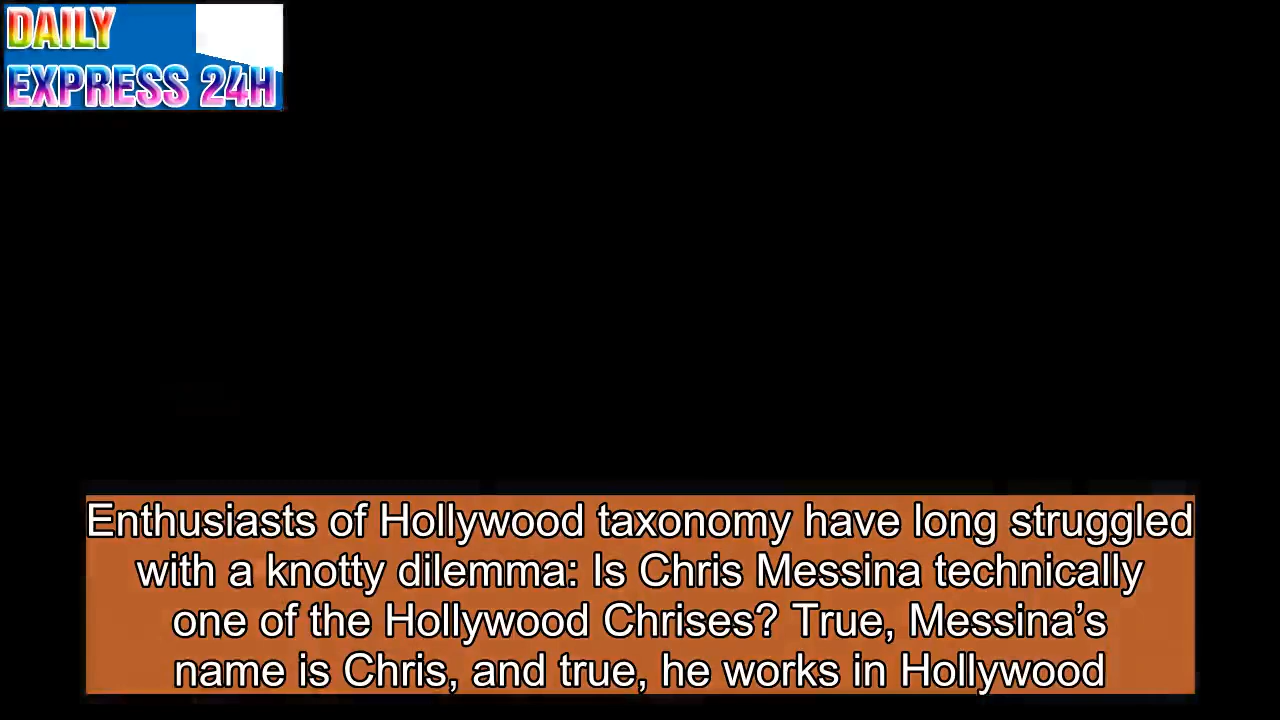 DAILY
EXPRESS 24H
Enthusiasts of Hollywood taxonomy have long struggled
with a knotty dilemma: Is Chris Messina technically
one of the Hollywood Chrises? True, Messina’s
name is Chris, and true, he works in Hollywood